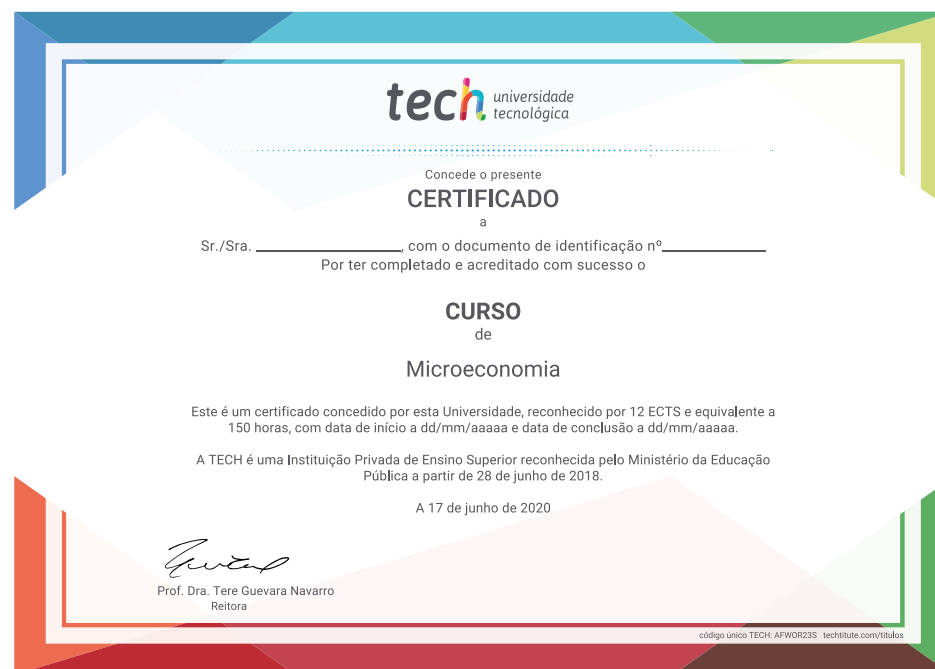 tech universidade
tecnológica
Concede o presente
CERTIFICADO
a
Sr./Sra. ____________________, com o documento de identificação nº______________
Por ter completado e acreditado com sucesso o
CURSO
de
Microeconomia
Este é um certificado concedido por esta Universidade, reconhecido por 12 ECTS e equivalente a
150 horas, com data de início a dd/mm/aaaaa e data de conclusão a dd/mm/aaaaa.
A TECH é uma Instituição Privada de Ensino Superior reconhecida pelo Ministério da Educação
Pública a partir de 28 de junho de 2018.
A 17 de junho de 2020
Prof. Dra. Tere Guevara Navarro
Reitora
código único TECH: AFWOR23S techtitute.com/titulos